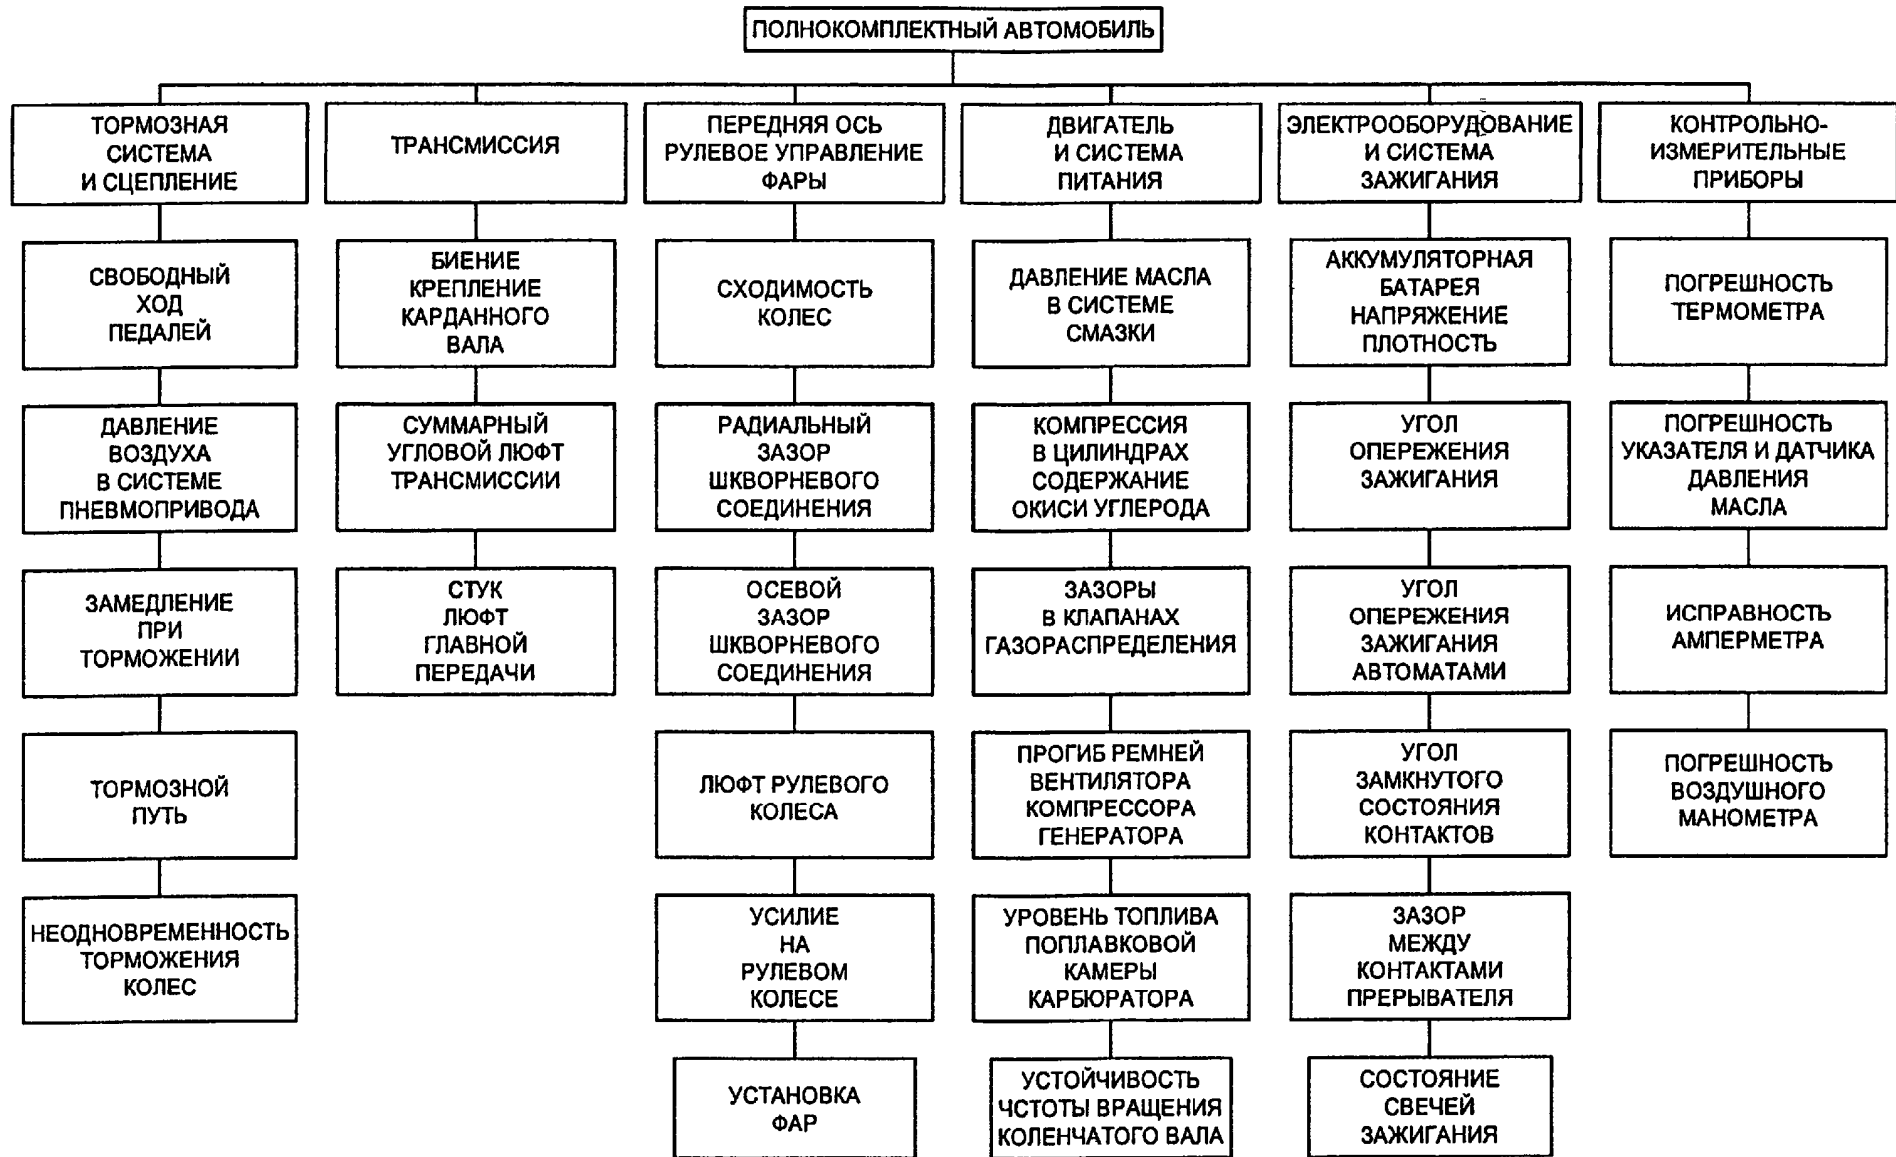 ПОЛНОКОМПЛЕКТНЫЙ АВТОМОБИЛЬ
ТОРМОЗНАЯ
СИСТЕМА
И СЦЕПЛЕНИЕ
СВОБОДНЫЙ
ХОД
ПЕДАЛЕЙ
ДАВЛЕНИЕ
ВОЗДУХА
В СИСТЕМЕ
ПНЕВМОПРИВОДА
ЗАМЕДЛЕНИЕ
ПРИ
ТОРМОЖЕНИИ
ТОРМОЗНОЙ
ПУТЬ
НЕОДНОВРЕМЕННОСТЬ
ТОРМОЖЕНИЯ
КОЛЕС
ТРАНСМИССИЯ
БИЕНИЕ
КРЕПЛЕНИЕ
КАРДАННОГО
ВАЛА
СУММАРНЫЙ
УГЛОВОЙ ЛЮФТ
ТРАНСМИССИИ
СТУК
ЛЮФТ
ГЛАВНОЙ
ПЕРЕДАЧИ
ПЕРЕДНЯЯ ОСЬ
РУЛЕВОЕ УПРАВЛЕНИЕ
ФАРЫ
СХОДИМОСТЬ
КОЛЕС
РАДИАЛЬНЫЙ
ЗАЗОР
ШКВОРНЕВОГО
СОЕДИНЕНИЯ
ОСЕВОЙ
ЗАЗОР
ШКВОРНЕВОГО
СОЕДИНЕНИЯ
ЛЮФТ РУЛЕВОГО
КОЛЕСА
УСИЛИЕ
НА
РУЛЕВОМ
КОЛЕСЕ
УСТАНОВКА
ФАР
ДВИГАТЕЛЬ
И СИСТЕМА
ПИТАНИЯ
ДАВЛЕНИЕ МАСЛА
В СИСТЕМЕ
СМАЗКИ
КОМПРЕССИЯ
В ЦИЛИНДРАХ
СОДЕРЖАНИЕ
ОКИСИ УГЛЕРОДА
ЗАЗОРЫ
В КЛАПАНАХ
ГАЗОРАСПРЕДЕЛЕНИЯ
ПРОГИБ РЕМНЕЙ
ВЕНТИЛЯТОРА
КОМПРЕССОРА
ГЕНЕРАТОРА
УРОВЕНЬ ТОПЛИВА
ПОПЛАВКОВОЙ
КАМЕРЫ
КАРБЮРАТОРА
УСТОЙЧИВОСТЬ
ЧСТОТЫ ВРАЩЕНИЯ
КОЛЕНЧАТОГО ВАЛА
ЭЛЕКТРООБОРУДОВАНИЕ
И СИСТЕМА
ЗАЖИГАНИЯ
АККУМУЛЯТОРНАЯ
БАТАРЕЯ
НАПРЯЖЕНИЕ
ПЛОТНОСТЬ
УГОЛ
ОПЕРЕЖЕНИЯ
ЗАЖИГАНИЯ
УГОЛ
ОПЕРЕЖЕНИЯ
ЗАЖИГАНИЯ
АВТОМАТАМИ
УГОЛ
ЗАМКНУТОГО
СОСТОЯНИЯ
КОНТАКТОВ
ЗАЗОР
МЕЖДУ
КОНТАКТАМИ
ПРЕРЫВАТЕЛЯ
СОСТОЯНИЕ
СВЕЧЕЙ
ЗАЖИГАНИЯ
КОНТРОЛЬНО-
ИЗМЕРИТЕЛЬНЫЕ
ПРИБОРЫ
ПОГРЕШНОСТЬ
ТЕРМОМЕТРА
ПОГРЕШНОСТЬ
УКАЗАТЕЛЯ И ДАТЧИКА
ДАВЛЕНИЯ
МАСЛА
ИСПРАВНОСТЬ
АМПЕРМЕТРА
ПОГРЕШНОСТЬ
ВОЗДУШНОГО
МАНОМЕТРА